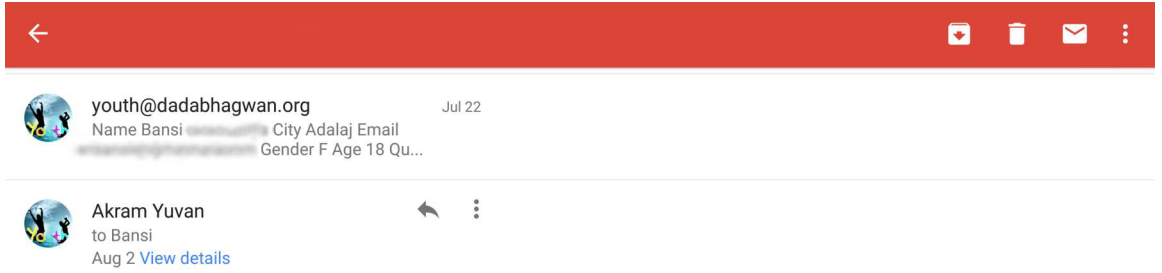 youth@dadabhagwan.org Jul 22
Name Bansi City Adalaj Email
Gender F Age 18 Qu...
Akram Yuvan
to Bansi
Aug 2 View details